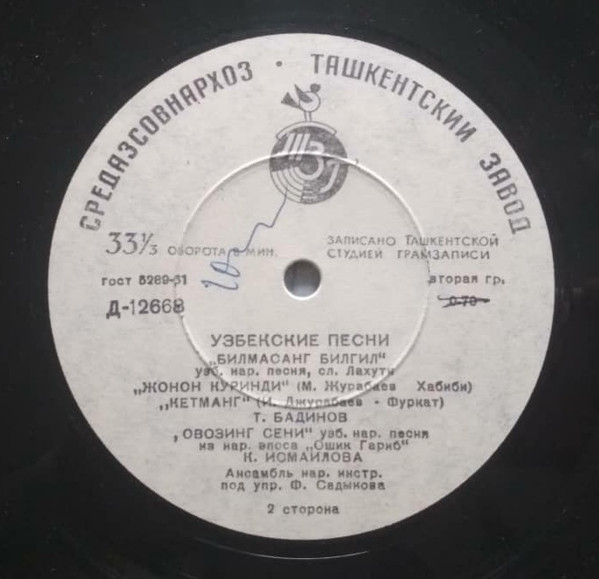 СРЕДАЗСОВНАРХОЗ · ТАШКЕНТСКИЙ ЗАВОД
ТЗГ
33⅓ ОБОРОТА В МИН.
ЗАПИСАНО ТАШКЕНТСКОЙ
СТУДИЕЙ ГРАМЗАПИСИ
ГОСТ 5289-61
вторая гр.
Д-12668
0-70
УЗБЕКСКИЕ ПЕСНИ
„БИЛМАСАНГ БИЛГИЛ"
узб. нар. песня, сл. Лахути
„ЖОНОН КУРИНДИ" (М. Журабаев Хабиби)
„КЕТМАНГ" (И. Джурабаев - Фуркат)
Т. БАДИНОВ
„ОВОЗИНГ СЕНИ" узб. нар. песня
из нар. эпоса „Ошик Гариб"
К. ИСМАИЛОВА
Ансамбль нар. инстр.
под упр. Ф. Садыкова
2 сторона